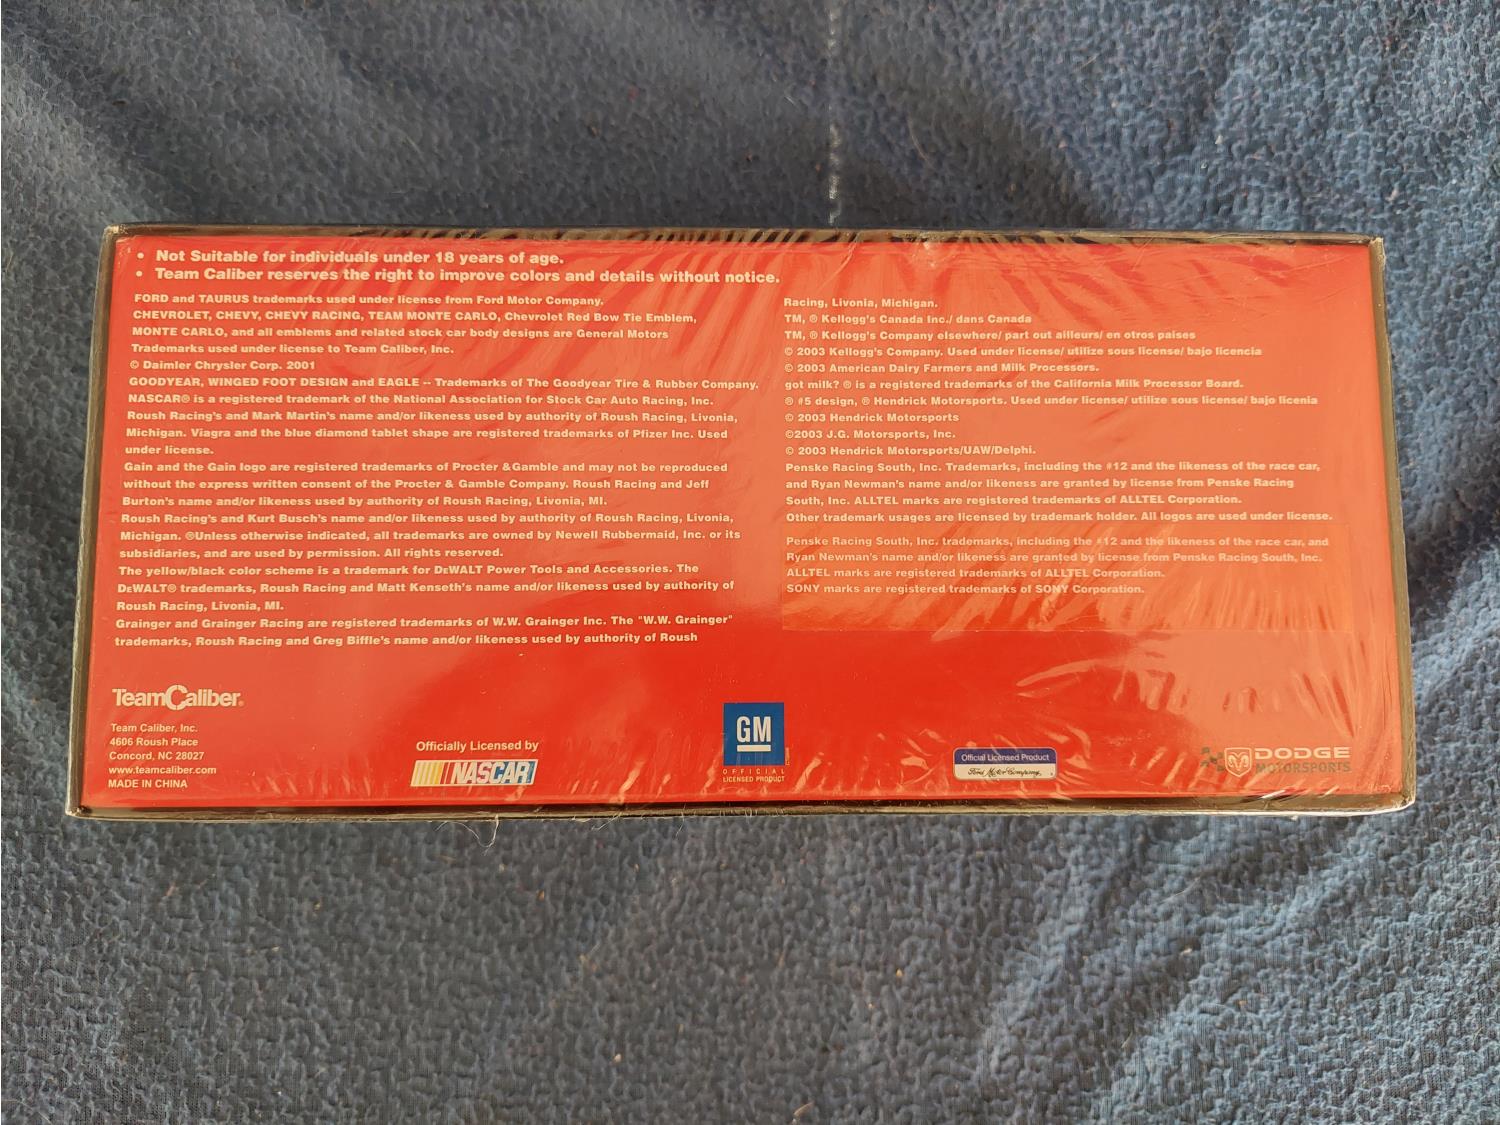 • Not Suitable for individuals under 18 years of age.
• Team Caliber reserves the right to improve colors and details without notice.
FORD and TAURUS trademarks used under license from Ford Motor Company.
CHEVROLET, CHEVY, CHEVY RACING, TEAM MONTE CARLO, Chevrolet Red Bow Tie Emblem,
MONTE CARLO, and all emblems and related stock car body designs are General Motors
Trademarks used under license to Team Caliber, Inc.
© Daimler Chrysler Corp. 2001
GOODYEAR, WINGED FOOT DESIGN and EAGLE -- Trademarks of The Goodyear Tire & Rubber Company.
NASCAR® is a registered trademark of the National Association for Stock Car Auto Racing, Inc.
Roush Racing's and Mark Martin's name and/or likeness used by authority of Roush Racing, Livonia,
Michigan. Viagra and the blue diamond tablet shape are registered trademarks of Pfizer Inc. Used
under license.
Gain and the Gain logo are registered trademarks of Procter &Gamble and may not be reproduced
without the express written consent of the Procter & Gamble Company. Roush Racing and Jeff
Burton's name and/or likeness used by authority of Roush Racing, Livonia, MI.
Roush Racing's and Kurt Busch's name and/or likeness used by authority of Roush Racing, Livonia,
Michigan. ®Unless otherwise indicated, all trademarks are owned by Newell Rubbermaid, Inc. or its
subsidiaries, and are used by permission. All rights reserved.
The yellow/black color scheme is a trademark for DEWALT Power Tools and Accessories. The
DEWALT® trademarks, Roush Racing and Matt Kenseth's name and/or likeness used by authority of
Roush Racing, Livonia, MI.
Grainger and Grainger Racing are registered trademarks of W.W. Grainger Inc. The "W.W. Grainger"
trademarks, Roush Racing and Greg Biffle's name and/or likeness used by authority of Roush
Racing, Livonia, Michigan.
TM, ® Kellogg's Canada Inc./ dans Canada
TM, ® Kellogg's Company elsewhere/ part out ailleurs/ en otros paises
© 2003 Kellogg's Company. Used under license/ utilize sous license/ bajo licencia
© 2003 American Dairy Farmers and Milk Processors.
got milk? ® is a registered trademarks of the California Milk Processor Board.
® #5 design, ® Hendrick Motorsports. Used under license/ utilize sous license/ bajo licenia
© 2003 Hendrick Motorsports
©2003 J.G. Motorsports, Inc.
© 2003 Hendrick Motorsports/UAW/Delphi.
Penske Racing South, Inc. Trademarks, including the #12 and the likeness of the race car,
and Ryan Newman's name and/or likeness are granted by license from Penske Racing
South, Inc. ALLTEL marks are registered trademarks of ALLTEL Corporation.
Other trademark usages are licensed by trademark holder. All logos are used under license.
Penske Racing South, Inc. trademarks, including the #12 and the likeness of the race car, and
Ryan Newman's name and/or likeness are granted by license from Penske Racing South, Inc.
ALLTEL marks are registered trademarks of ALLTEL Corporation.
SONY marks are registered trademarks of SONY Corporation.
TeamCaliber®
Team Caliber, Inc.
4606 Roush Place
Concord, NC 28027
www.teamcaliber.com
MADE IN CHINA
Officially Licensed by
NASCAR
GM
OFFICIAL
LICENSED PRODUCT
Official Licensed Product
Ford Motor Company
DODGE
MOTORSPORTS